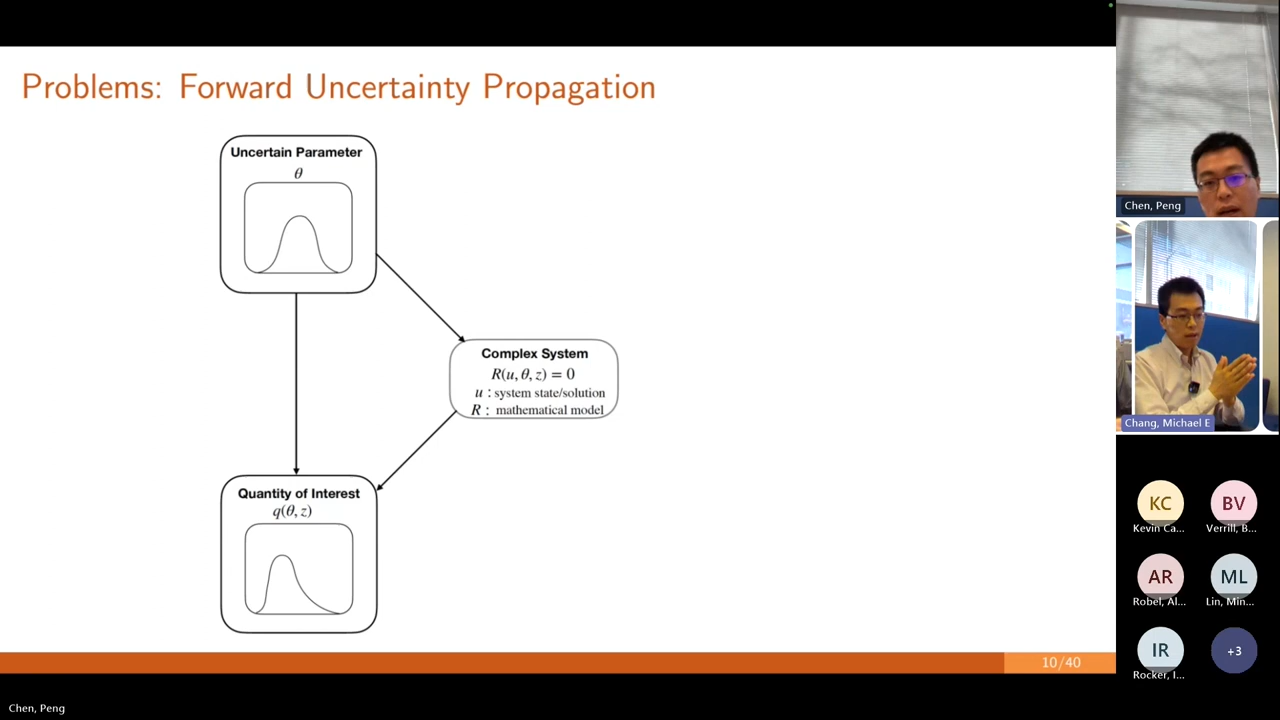 Problems: Forward Uncertainty Propagation
Uncertain Parameter
θ
Complex System
R(u, θ, z) = 0
u : system state/solution
R : mathematical model
Quantity of Interest
q(θ, z)
10/40
Chen, Peng
Chang, Michael E
KC
Kevin Ca...
BV
Verrill, B...
AR
Robel, Al...
ML
Lin, Min...
IR
Rocker, I...
+3
Chen, Peng